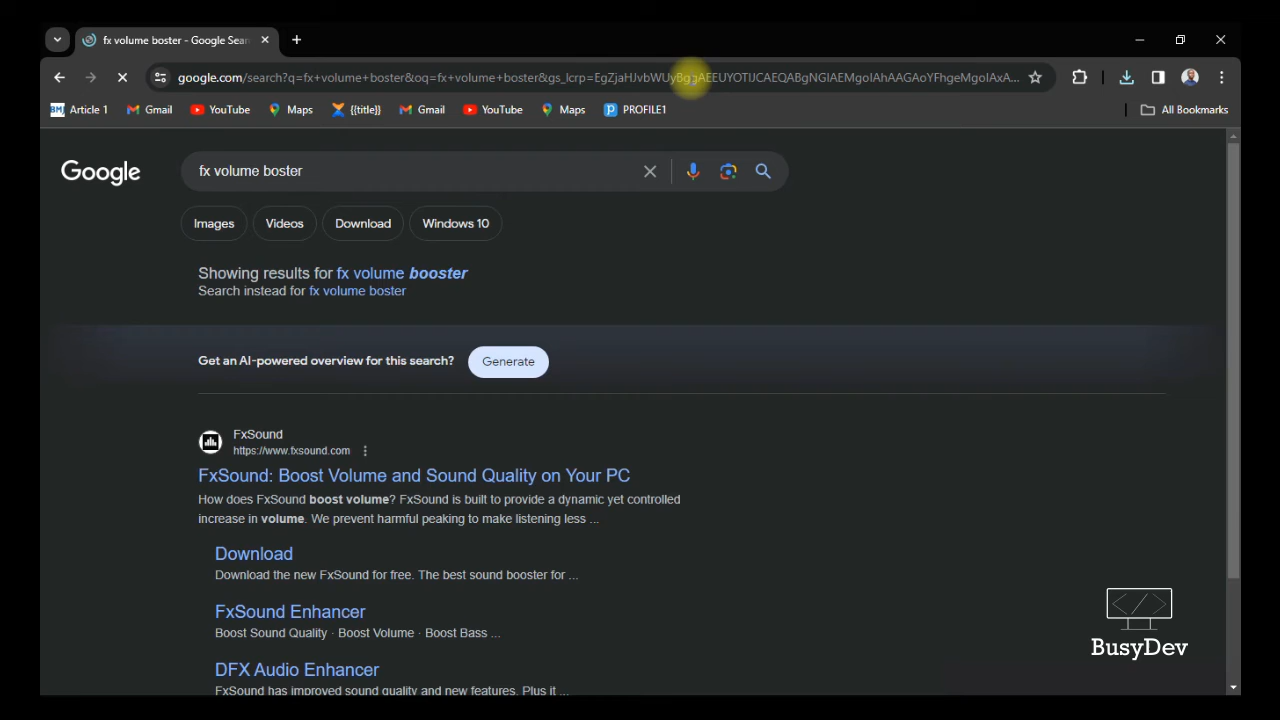 fx volume boster - Google Sear
google.com/search?q=fx+volume+boster&oq=fx+volume+boster&gs_lcrp=EgZjaHJvbWUyBggAEEUYOTIJCAEQABgNGIAEMgoIAhAAGAoYFhgeMgoIAxA...
Article 1 Gmail YouTube Maps {{title}} Gmail YouTube Maps PROFILE1 All Bookmarks
Google fx volume boster
Images Videos Download Windows 10
Showing results for fx volume booster
Search instead for fx volume boster
Get an AI-powered overview for this search? Generate
FxSound
https://www.fxsound.com
FxSound: Boost Volume and Sound Quality on Your PC
How does FxSound boost volume? FxSound is built to provide a dynamic yet controlled
increase in volume. We prevent harmful peaking to make listening less ...
Download
Download the new FxSound for free. The best sound booster for ...
FxSound Enhancer
Boost Sound Quality · Boost Volume · Boost Bass ...
DFX Audio Enhancer
FxSound has improved sound quality and new features. Plus it ...
</> 
BusyDev